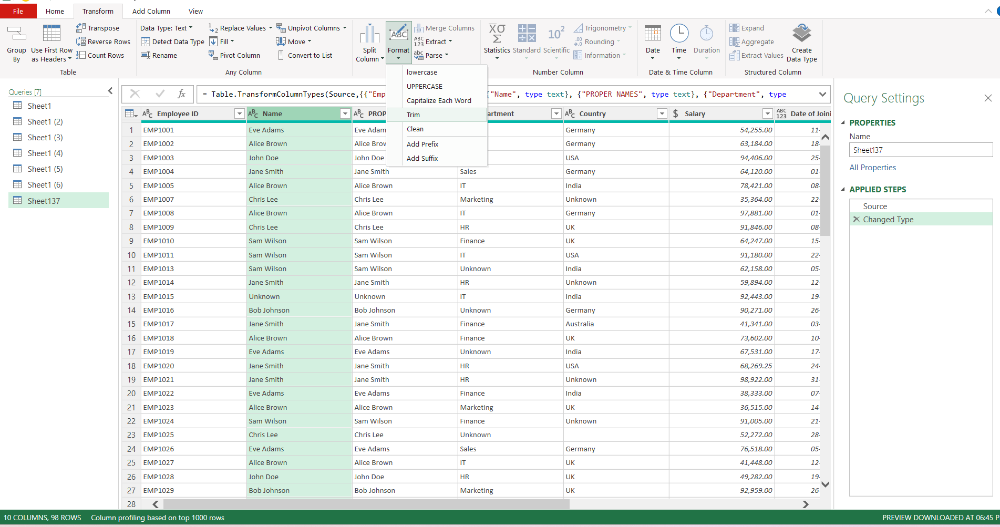 File Home Transform Add Column View
Transpose
Reverse Rows
Count Rows
Group By
Use First Row as Headers
Table
Data Type: Text
Detect Data Type
Rename
Replace Values
Fill
Pivot Column
Unpivot Columns
Move
Convert to List
Any Column
Split Column
ABC
Format
Merge Columns
ABC 123 Extract
abc Parse
Statistics
Standard
10² Scientific
Trigonometry
.00 Rounding
Information
Number Column
Date
Time
Duration
Date & Time Column
Expand
Aggregate
Extract Values
Create Data Type
Structured Column
lowercase
UPPERCASE
Capitalize Each Word
Trim
Clean
Add Prefix
Add Suffix
Queries [7]
Sheet1
Sheet1 (2)
Sheet1 (3)
Sheet1 (4)
Sheet1 (5)
Sheet1 (6)
Sheet137
fx = Table.TransformColumnTypes(Source,{{"Emp {"Name", type text}, {"PROPER NAMES", type text}, {"Department", type
ABC Employee ID ABC Name ABC PROP artment ABC Country $ Salary ABC 123 Date of Joini
1 EMP1001 Eve Adams Eve Adam Germany 54,255.00 11-
2 EMP1002 Alice Brown Alice Brov Germany 63,184.00 18-
3 EMP1003 John Doe John Doe USA 94,406.00 25-
4 EMP1004 Jane Smith Jane Smith Sales Germany 64,120.00 01-
5 EMP1005 Alice Brown Alice Brown IT India 78,421.00 08-
6 EMP1007 Chris Lee Chris Lee Marketing Unknown 35,364.00 22-
7 EMP1008 Alice Brown Alice Brown IT Germany 97,881.00 01-
8 EMP1009 Chris Lee Chris Lee HR UK 91,846.00 08-
9 EMP1010 Sam Wilson Sam Wilson Finance UK 64,247.00 15-
10 EMP1011 Sam Wilson Sam Wilson IT USA 91,180.00 22-
11 EMP1013 Sam Wilson Sam Wilson Unknown India 62,158.00 05-
12 EMP1014 Jane Smith Jane Smith HR Unknown 59,894.00 12-
13 EMP1015 Unknown Unknown IT India 92,443.00 19-
14 EMP1016 Bob Johnson Bob Johnson Unknown Germany 90,271.00 26-
15 EMP1017 Jane Smith Jane Smith Finance Australia 41,341.00 03-
16 EMP1018 Alice Brown Alice Brown Finance UK 73,602.00 10-
17 EMP1019 Eve Adams Eve Adams Unknown India 67,531.00 17-
18 EMP1020 Jane Smith Jane Smith HR USA 68,269.25 24-
19 EMP1021 Jane Smith Jane Smith HR Unknown 98,922.00 31-
20 EMP1022 Eve Adams Eve Adams Finance India 38,333.00 07-
21 EMP1023 Alice Brown Alice Brown Marketing UK 36,515.00 14-
22 EMP1024 Sam Wilson Sam Wilson Finance Unknown 91,005.00 21-
23 EMP1025 Chris Lee Chris Lee Unknown 52,272.00 28-
24 EMP1026 Eve Adams Eve Adams Sales Germany 76,518.00 05-
25 EMP1027 Alice Brown Alice Brown IT UK 41,448.00 12-
26 EMP1028 John Doe John Doe HR UK 49,282.00 19-
27 EMP1029 Bob Johnson Bob Johnson Marketing UK 92,959.00 26-
28
Query Settings
PROPERTIES
Name
Sheet137
All Properties
APPLIED STEPS
Source
Changed Type
10 COLUMNS, 98 ROWS Column profiling based on top 1000 rows PREVIEW DOWNLOADED AT 06:45 P